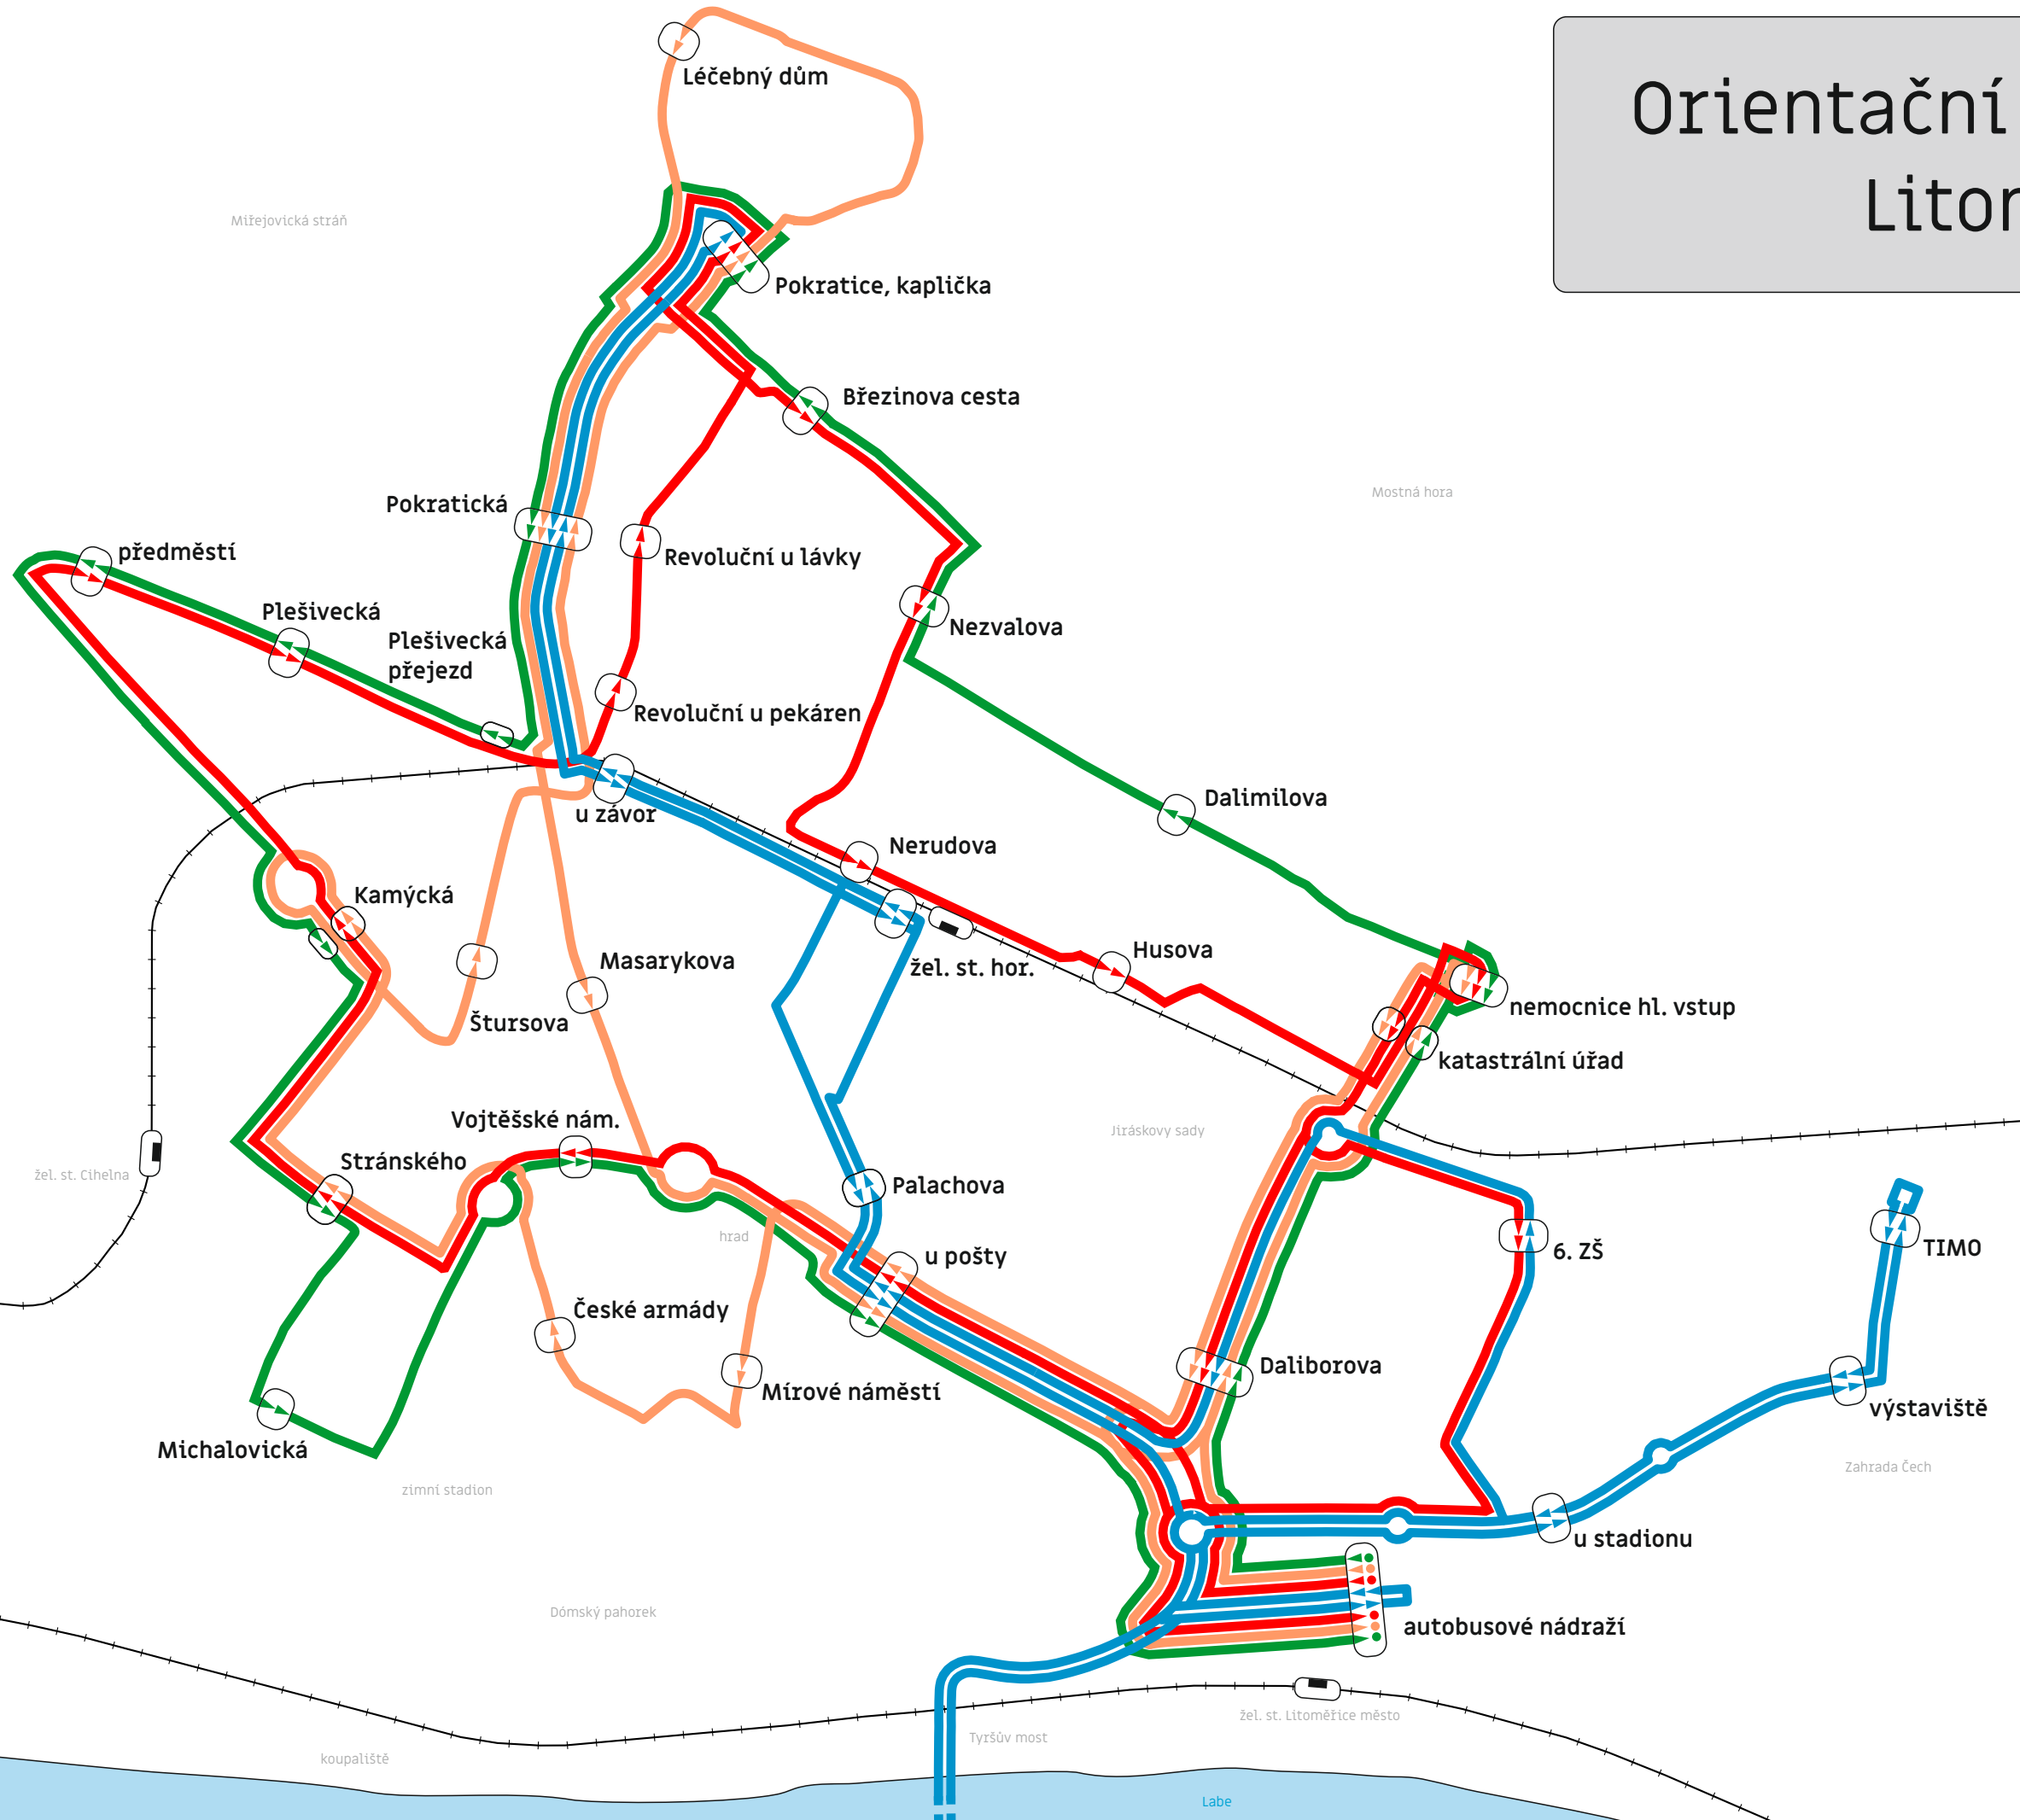 Orientační
Litom
Léčebný dům
Miřejovická stráň
Pokratice, kaplička
Březinova cesta
Pokratická
Mostná hora
předměstí
Revoluční u lávky
Plešivecká
Plešivecká
přejezd
Nezvalova
Revoluční u pekáren
Dalimilova
u závor
Nerudova
Kamýcká
Husova
Masarykova
žel. st. hor.
nemocnice hl. vstup
Štursova
katastrální úřad
Vojtěšské nám.
Jiráskovy sady
Stránského
žel. st. Cihelna
Palachova
hrad
u pošty
6. ZŠ
TIMO
České armády
Daliborova
Mírové náměstí
výstaviště
Michalovická
Zahrada Čech
zimní stadion
u stadionu
Dómský pahorek
autobusové nádraží
žel. st. Litoměřice město
Tyršův most
koupaliště
Labe